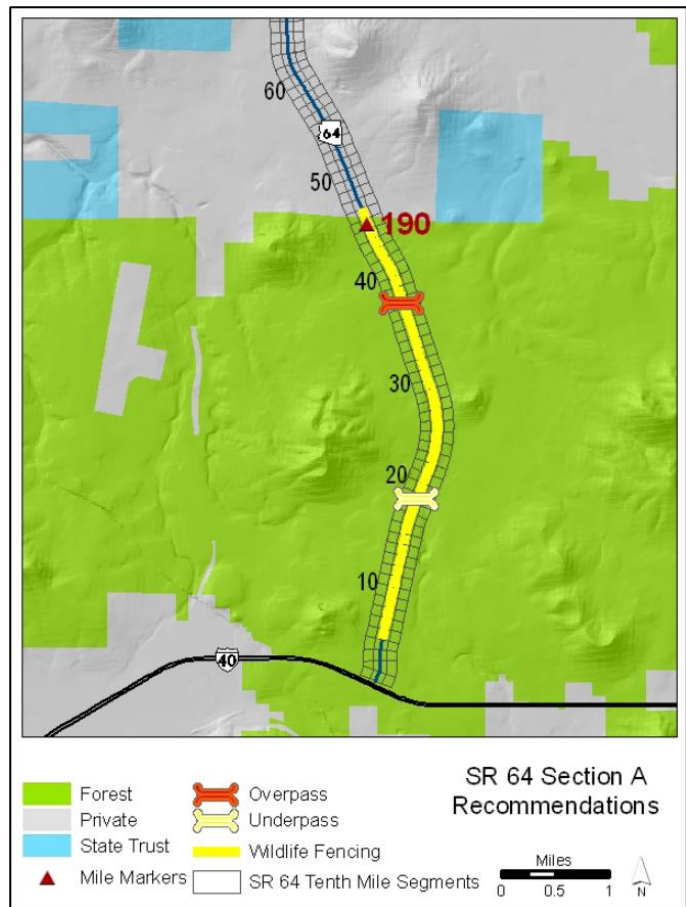 60
64
50
190
40
30
20
10
40
Forest
Private
State Trust
Mile Markers
Overpass
Underpass
Wildlife Fencing
SR 64 Tenth Mile Segments
SR 64 Section A
Recommendations
Miles
0 0.5 1
N